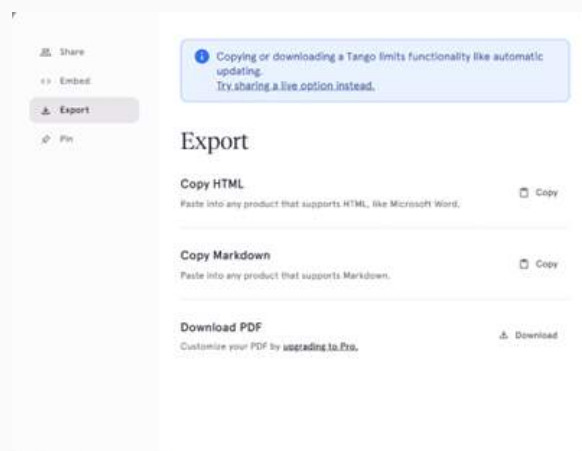 Share
Embed
Export
Pin
Copying or downloading a Tango limits functionality like automatic
updating.
Try sharing a live option instead.
Export
Copy HTML
Paste into any product that supports HTML, like Microsoft Word.
Copy
Copy Markdown
Paste into any product that supports Markdown.
Copy
Download PDF
Customize your PDF by upgrading to Pro.
Download